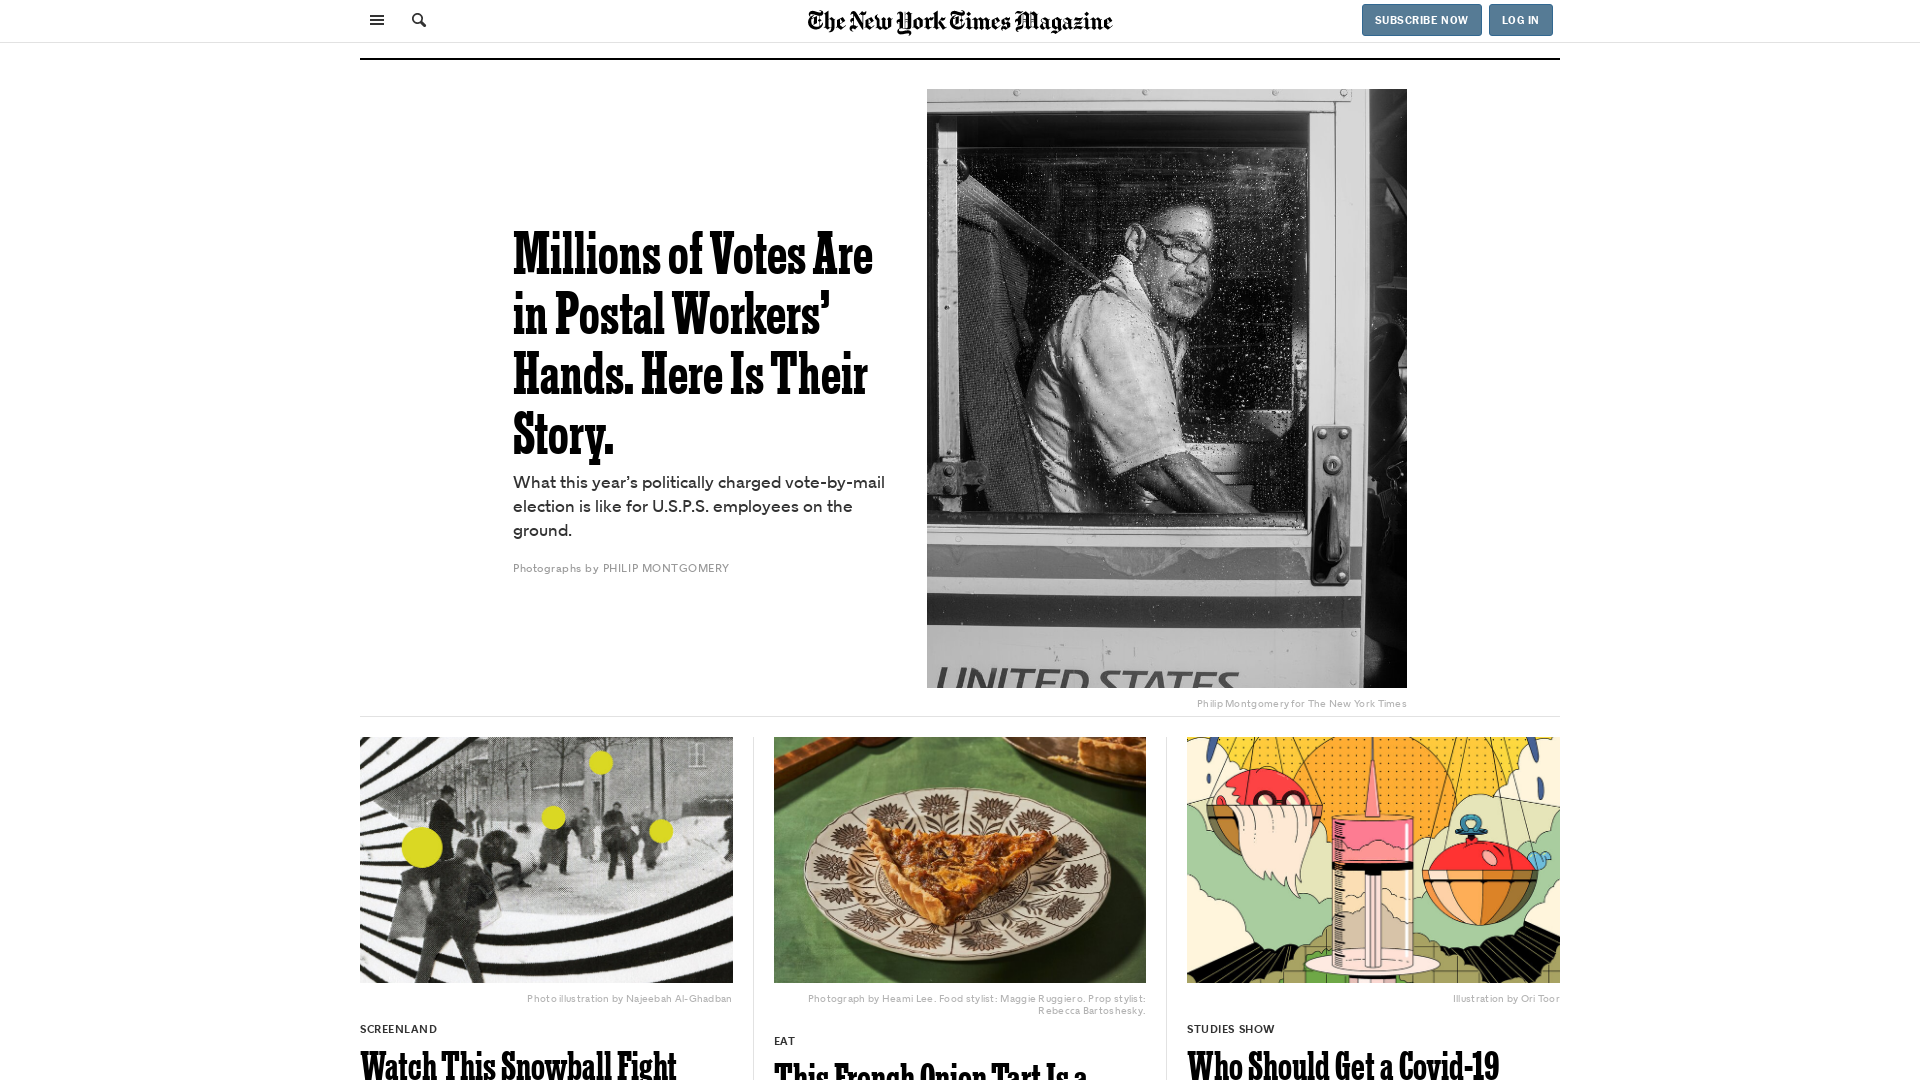 The New York Times Magazine
SUBSCRIBE NOW
LOG IN
Millions of Votes Are
in Postal Workers’
Hands. Here Is Their
Story.
What this year’s politically charged vote-by-mail
election is like for U.S.P.S. employees on the
ground.
Photographs by PHILIP MONTGOMERY
UNITED STATES
Philip Montgomery for The New York Times
Photo illustration by Najeebah Al-Ghadban
SCREENLAND
Watch This Snowball Fight
Photograph by Heami Lee. Food stylist: Maggie Ruggiero. Prop stylist:
Rebecca Bartoshesky.
EAT
This French Onion Tart Is a
Illustration by Ori Toor
STUDIES SHOW
Who Should Get a Covid-19